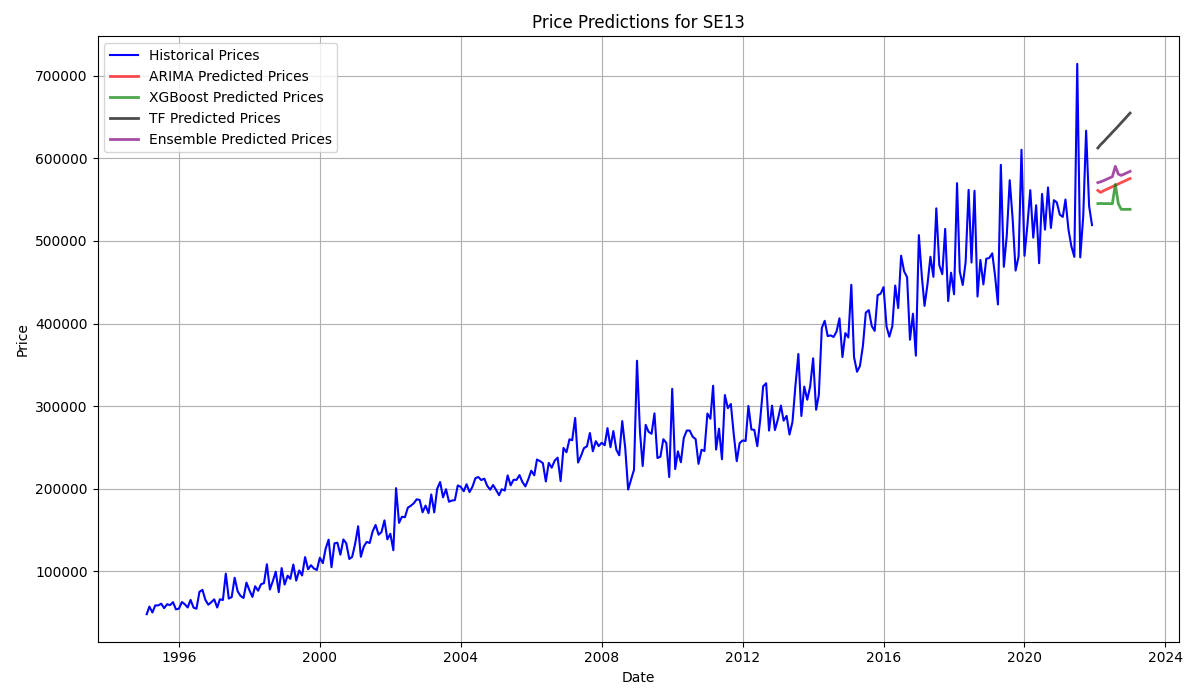 Price Predictions for SE13
Historical Prices
ARIMA Predicted Prices
XGBoost Predicted Prices
TF Predicted Prices
Ensemble Predicted Prices
700000
600000
500000
400000
300000
200000
100000
Price
1996 2000 2004 2008 2012 2016 2020 2024
Date